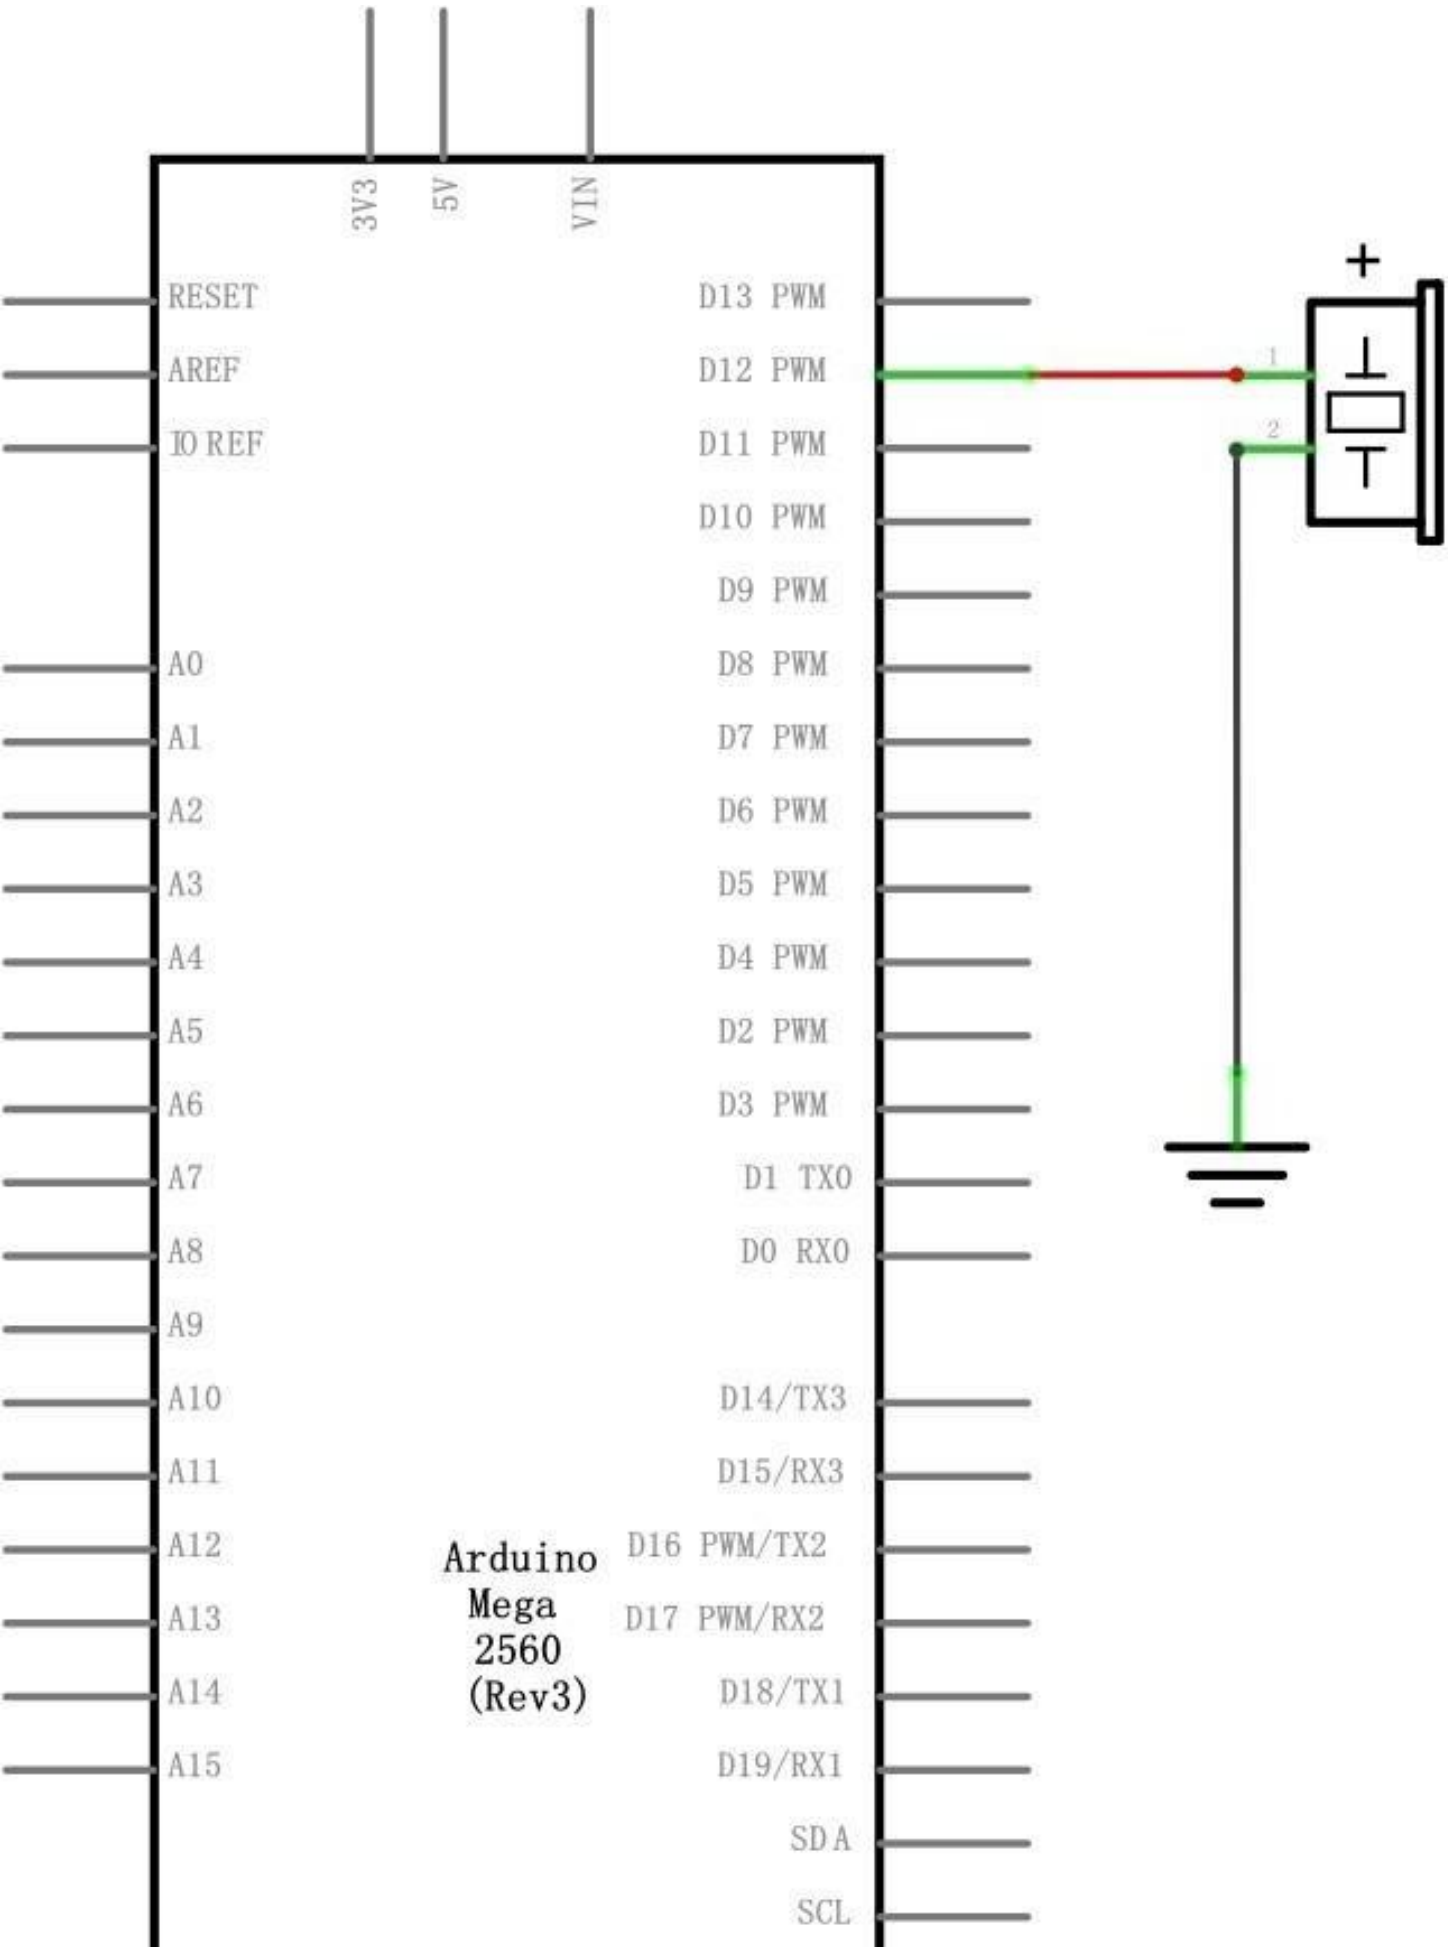 3V3
5V
VIN
+
RESET
D13 PWM
AREF
D12 PWM
1
IO REF
D11 PWM
2
D10 PWM
D9 PWM
A0
D8 PWM
A1
D7 PWM
A2
D6 PWM
A3
D5 PWM
A4
D4 PWM
A5
D2 PWM
A6
D3 PWM
A7
D1 TX0
A8
D0 RX0
A9
A10
D14/TX3
A11
D15/RX3
A12
D16 PWM/TX2
A13
D17 PWM/RX2
A14
D18/TX1
A15
D19/RX1
Arduino
Mega
2560
(Rev3)
SDA
SCL